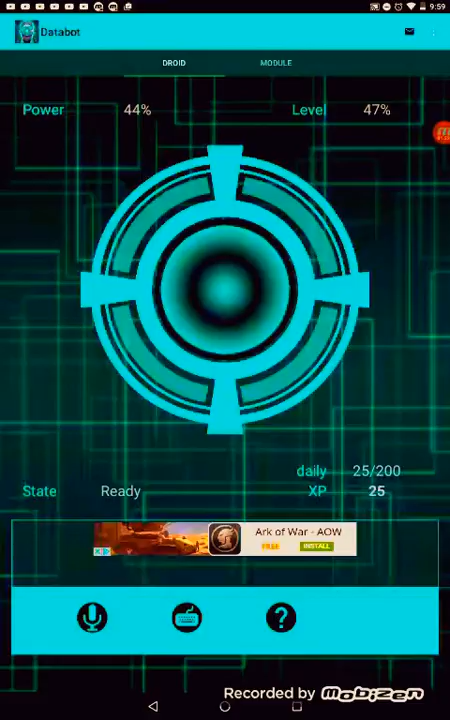 9:59
Databot
DROID MODULE
Power 44% Level 47%
daily 25/200
State Ready XP 25
Ark of War - AOW
FREE INSTALL
Recorded by mobizen